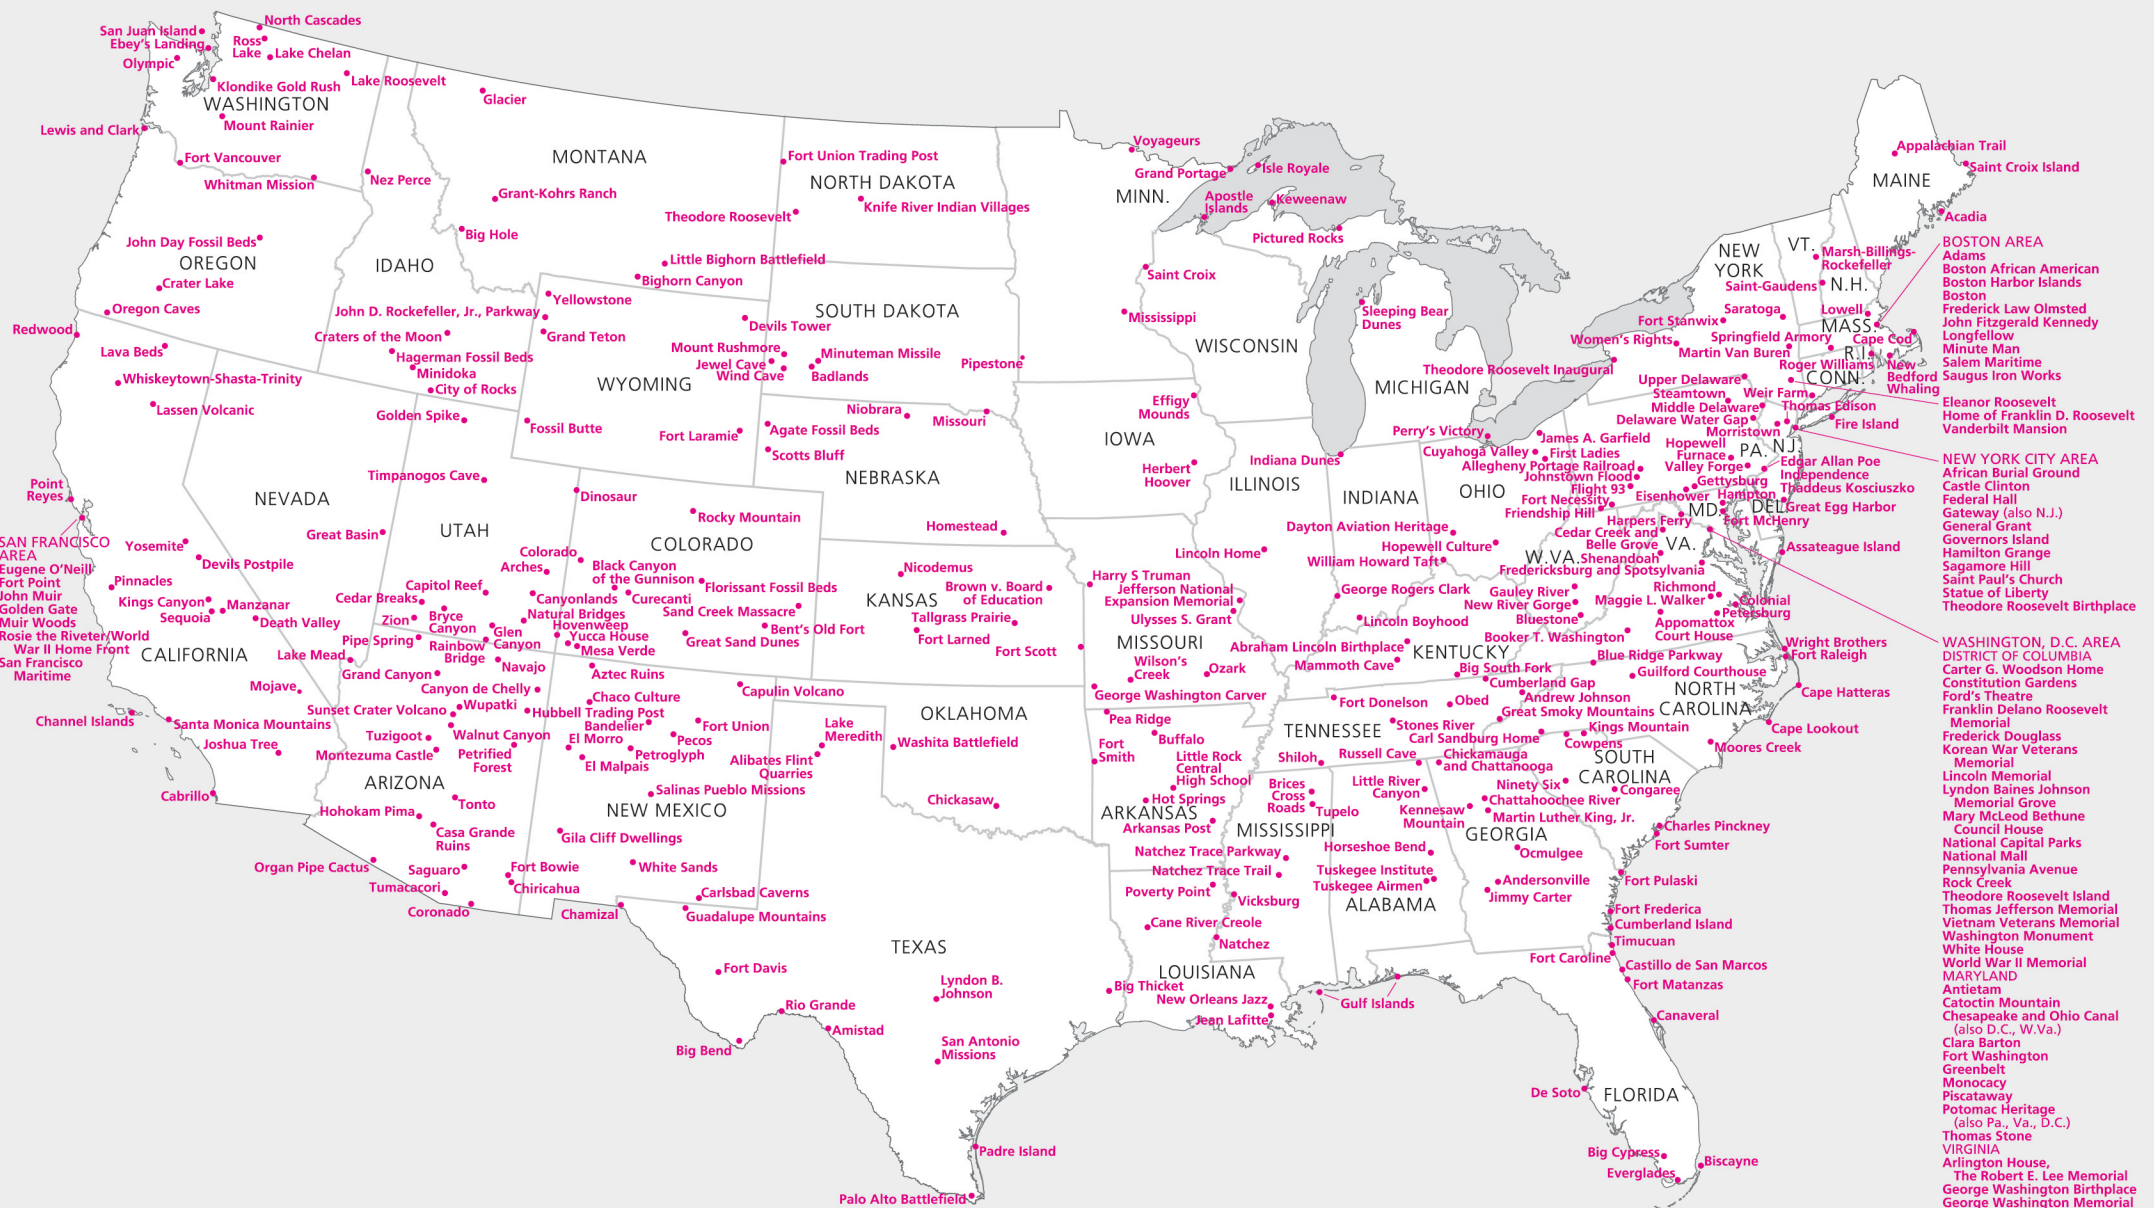 North Cascades
San Juan Island
Ebey's Landing
Ross
Lake
Lake Chelan
Olympic
Lake Roosevelt
Klondike Gold Rush
WASHINGTON
Mount Rainier
Lewis and Clark
Fort Vancouver
Whitman Mission
Nez Perce
Glacier
MONTANA
Grant-Kohrs Ranch
Big Hole
Fort Union Trading Post
NORTH DAKOTA
Knife River Indian Villages
Theodore Roosevelt
Little Bighorn Battlefield
Bighorn Canyon
John Day Fossil Beds
OREGON
Crater Lake
Oregon Caves
IDAHO
Yellowstone
John D. Rockefeller, Jr., Parkway
Grand Teton
Craters of the Moon
Hagerman Fossil Beds
Minidoka
City of Rocks
Redwood
Lava Beds
Whiskeytown-Shasta-Trinity
Lassen Volcanic
Golden Spike
Fossil Butte
WYOMING
Devils Tower
SOUTH DAKOTA
Mount Rushmore
Jewel Cave
Wind Cave
Minuteman Missile
Badlands
Pipestone
Niobrara
Missouri
Fort Laramie
Agate Fossil Beds
Scotts Bluff
NEBRASKA
Homestead
Timpanogos Cave
Dinosaur
Rocky Mountain
COLORADO
NEVADA
UTAH
Great Basin
Point
Reyes
SAN FRANCISCO
AREA
Eugene O'Neill
Fort Point
John Muir
Golden Gate
Muir Woods
Rosie the Riveter/World
War II Home Front
San Francisco
Maritime
Yosemite
Devils Postpile
Pinnacles
Kings Canyon
Sequoia
Manzanar
Death Valley
CALIFORNIA
Mojave
Channel Islands
Santa Monica Mountains
Joshua Tree
Cabrillo
Colorado
Arches
Black Canyon
of the Gunnison
Florissant Fossil Beds
Capitol Reef
Cedar Breaks
Canyonlands
Curecanti
Sand Creek Massacre
Zion
Bryce
Canyon
Natural Bridges
Hovenweep
Yucca House
Mesa Verde
Great Sand Dunes
Bent's Old Fort
Pipe Spring
Rainbow
Bridge
Glen
Canyon
Lake Mead
Navajo
Aztec Ruins
Grand Canyon
Canyon de Chelly
Chaco Culture
Capulin Volcano
Sunset Crater Volcano
Wupatki
Hubbell Trading Post
Bandelier
Fort Union
Tuzigoot
Walnut Canyon
El Morro
Pecos
Montezuma Castle
Petrified
Forest
El Malpais
Petroglyph
ARIZONA
Salinas Pueblo Missions
NEW MEXICO
Tonto
Hohokam Pima
Casa Grande
Ruins
Gila Cliff Dwellings
Organ Pipe Cactus
Saguaro
Fort Bowie
Chiricahua
White Sands
Tumacacori
Coronado
Carlsbad Caverns
Chamizal
Guadalupe Mountains
Nicodemus
KANSAS
Brown v. Board
of Education
Tallgrass Prairie
Fort Larned
Fort Scott
Lake
Meredith
Alibates Flint
Quarries
OKLAHOMA
Washita Battlefield
Chickasaw
TEXAS
Fort Davis
Lyndon B.
Johnson
Rio Grande
Amistad
Big Bend
San Antonio
Missions
Padre Island
Palo Alto Battlefield
Big Thicket
Voyageurs
Grand Portage
Isle Royale
MINN.
Apostle
Islands
Keweenaw
Pictured Rocks
Saint Croix
Mississippi
WISCONSIN
Sleeping Bear
Dunes
MICHIGAN
Effigy
Mounds
IOWA
Herbert
Hoover
ILLINOIS
Indiana Dunes
INDIANA
OHIO
Perry's Victory
James A. Garfield
Cuyahoga Valley
First Ladies
Lincoln Home
Dayton Aviation Heritage
Hopewell Culture
William Howard Taft
Harry S Truman
Jefferson National
Expansion Memorial
Ulysses S. Grant
MISSOURI
Wilson's
Creek
Ozark
George Washington Carver
George Rogers Clark
Lincoln Boyhood
Abraham Lincoln Birthplace
KENTUCKY
Mammoth Cave
Big South Fork
Cumberland Gap
Pea Ridge
Buffalo
Fort
Smith
Little Rock
Central
High School
Hot Springs
ARKANSAS
Arkansas Post
Fort Donelson
Obed
Andrew Johnson
TENNESSEE
Stones River
Great Smoky Mountains
Carl Sandburg Home
Kings Mountain
Cowpens
Shiloh
Russell Cave
Chickamauga
and Chattanooga
Brices
Cross
Roads
Tupelo
Little River
Canyon
MISSISSIPPI
Kennesaw
Mountain
Chattahoochee River
Martin Luther King, Jr.
GEORGIA
Natchez Trace Parkway
Horseshoe Bend
Ocmulgee
Natchez Trace Trail
Tuskegee Institute
Tuskegee Airmen
Andersonville
Jimmy Carter
ALABAMA
Poverty Point
Vicksburg
Cane River Creole
Natchez
LOUISIANA
New Orleans Jazz
Jean Lafitte
Gulf Islands
Ninety Six
SOUTH
CAROLINA
Congaree
Charles Pinckney
Fort Sumter
Fort Pulaski
Fort Frederica
Cumberland Island
Timucuan
Fort Caroline
Castillo de San Marcos
Fort Matanzas
Canaveral
De Soto
FLORIDA
Big Cypress
Everglades
Biscayne
Appalachian Trail
Saint Croix Island
MAINE
Acadia
VT.
Marsh-Billings-
Rockefeller
NEW
YORK
Saint-Gaudens
N.H.
Saratoga
Lowell
Fort Stanwix
MASS.
Women's Rights
Springfield Armory
Cape Cod
Martin Van Buren
R.I.
Roger Williams
New
Bedford
Whaling
Theodore Roosevelt Inaugural
CONN.
Upper Delaware
Steamtown
Weir Farm
Middle Delaware
Thomas Edison
Delaware Water Gap
Fire Island
Morristown
Hopewell
Furnace
PA.
N.J.
Allegheny Portage Railroad
Valley Forge
Edgar Allan Poe
Independence
Johnstown Flood
Gettysburg
Thaddeus Kosciuszko
Flight 93
Eisenhower
Hampton
Fort Necessity
Friendship Hill
MD.
DEL.
Great Egg Harbor
Harpers Ferry
Fort McHenry
Cedar Creek and
Belle Grove
VA.
Assateague Island
W.VA.
Shenandoah
Fredericksburg and Spotsylvania
Gauley River
Richmond
New River Gorge
Maggie L. Walker
Colonial
Bluestone
Petersburg
Appomattox
Court House
Booker T. Washington
Wright Brothers
Fort Raleigh
Blue Ridge Parkway
Guilford Courthouse
NORTH
CAROLINA
Cape Hatteras
Cape Lookout
Moores Creek
BOSTON AREA
Adams
Boston African American
Boston Harbor Islands
Boston
Frederick Law Olmsted
John Fitzgerald Kennedy
Longfellow
Minute Man
Salem Maritime
Saugus Iron Works
Eleanor Roosevelt
Home of Franklin D. Roosevelt
Vanderbilt Mansion
NEW YORK CITY AREA
African Burial Ground
Castle Clinton
Federal Hall
Gateway (also N.J.)
General Grant
Governors Island
Hamilton Grange
Sagamore Hill
Saint Paul's Church
Statue of Liberty
Theodore Roosevelt Birthplace
WASHINGTON, D.C. AREA
DISTRICT OF COLUMBIA
Carter G. Woodson Home
Constitution Gardens
Ford's Theatre
Franklin Delano Roosevelt
Memorial
Frederick Douglass
Korean War Veterans
Memorial
Lincoln Memorial
Lyndon Baines Johnson
Memorial Grove
Mary McLeod Bethune
Council House
National Capital Parks
National Mall
Pennsylvania Avenue
Rock Creek
Theodore Roosevelt Island
Thomas Jefferson Memorial
Vietnam Veterans Memorial
Washington Monument
White House
World War II Memorial
MARYLAND
Antietam
Catoctin Mountain
Chesapeake and Ohio Canal
(also D.C., W.Va.)
Clara Barton
Fort Washington
Greenbelt
Monocacy
Piscataway
Potomac Heritage
(also Pa., Va., D.C.)
Thomas Stone
VIRGINIA
Arlington House,
The Robert E. Lee Memorial
George Washington Birthplace
George Washington Memorial